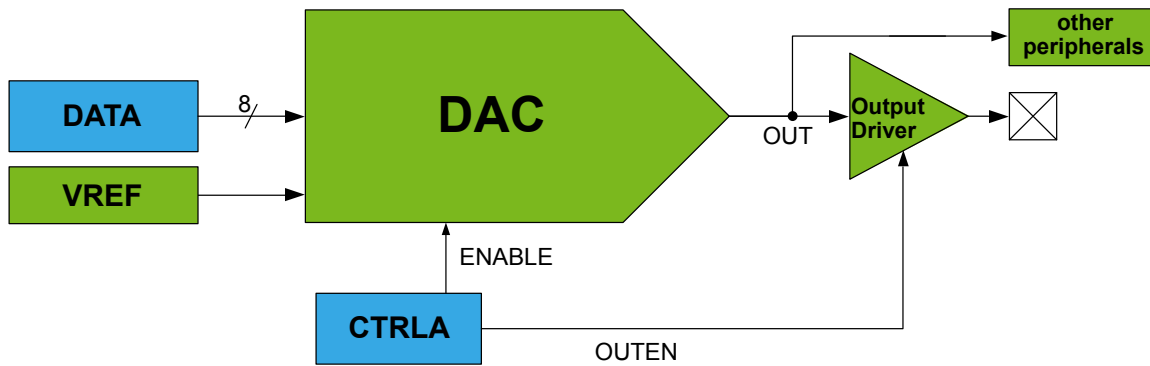 other
peripherals
DATA
8
DAC
Output
Driver
OUT
VREF
ENABLE
CTRLA
OUTEN